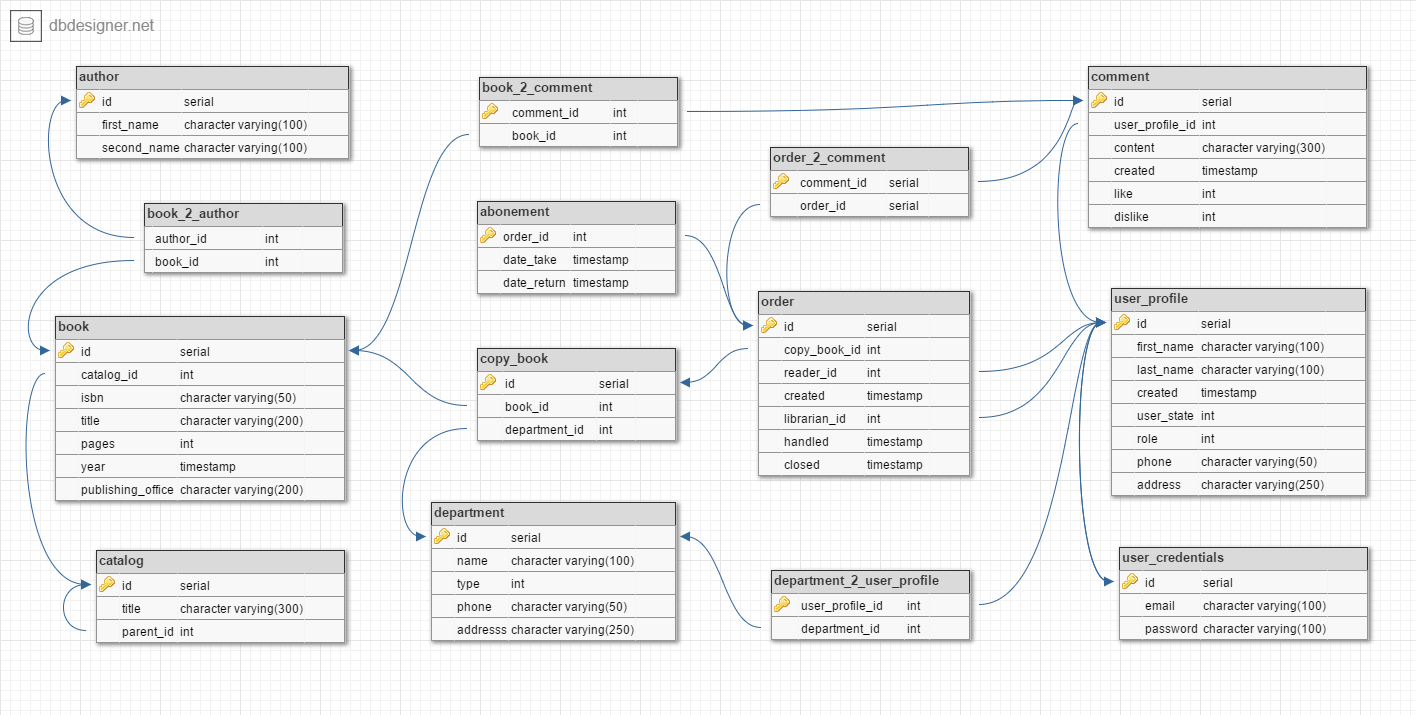 dbdesigner.net
author
id serial
first_name character varying(100)
second_name character varying(100)
book_2_author
author_id int
book_id int
book
id serial
catalog_id int
isbn character varying(50)
title character varying(200)
pages int
year timestamp
publishing_office character varying(200)
catalog
id serial
title character varying(300)
parent_id int
book_2_comment
comment_id int
book_id int
abonement
order_id int
date_take timestamp
date_return timestamp
copy_book
id serial
book_id int
department_id int
department
id serial
name character varying(100)
type int
phone character varying(50)
addresss character varying(250)
order_2_comment
comment_id serial
order_id serial
order
id serial
copy_book_id int
reader_id int
created timestamp
librarian_id int
handled timestamp
closed timestamp
department_2_user_profile
user_profile_id int
department_id int
comment
id serial
user_profile_id int
content character varying(300)
created timestamp
like int
dislike int
user_profile
id serial
first_name character varying(100)
last_name character varying(100)
created timestamp
user_state int
role int
phone character varying(50)
address character varying(250)
user_credentials
id serial
email character varying(100)
password character varying(100)